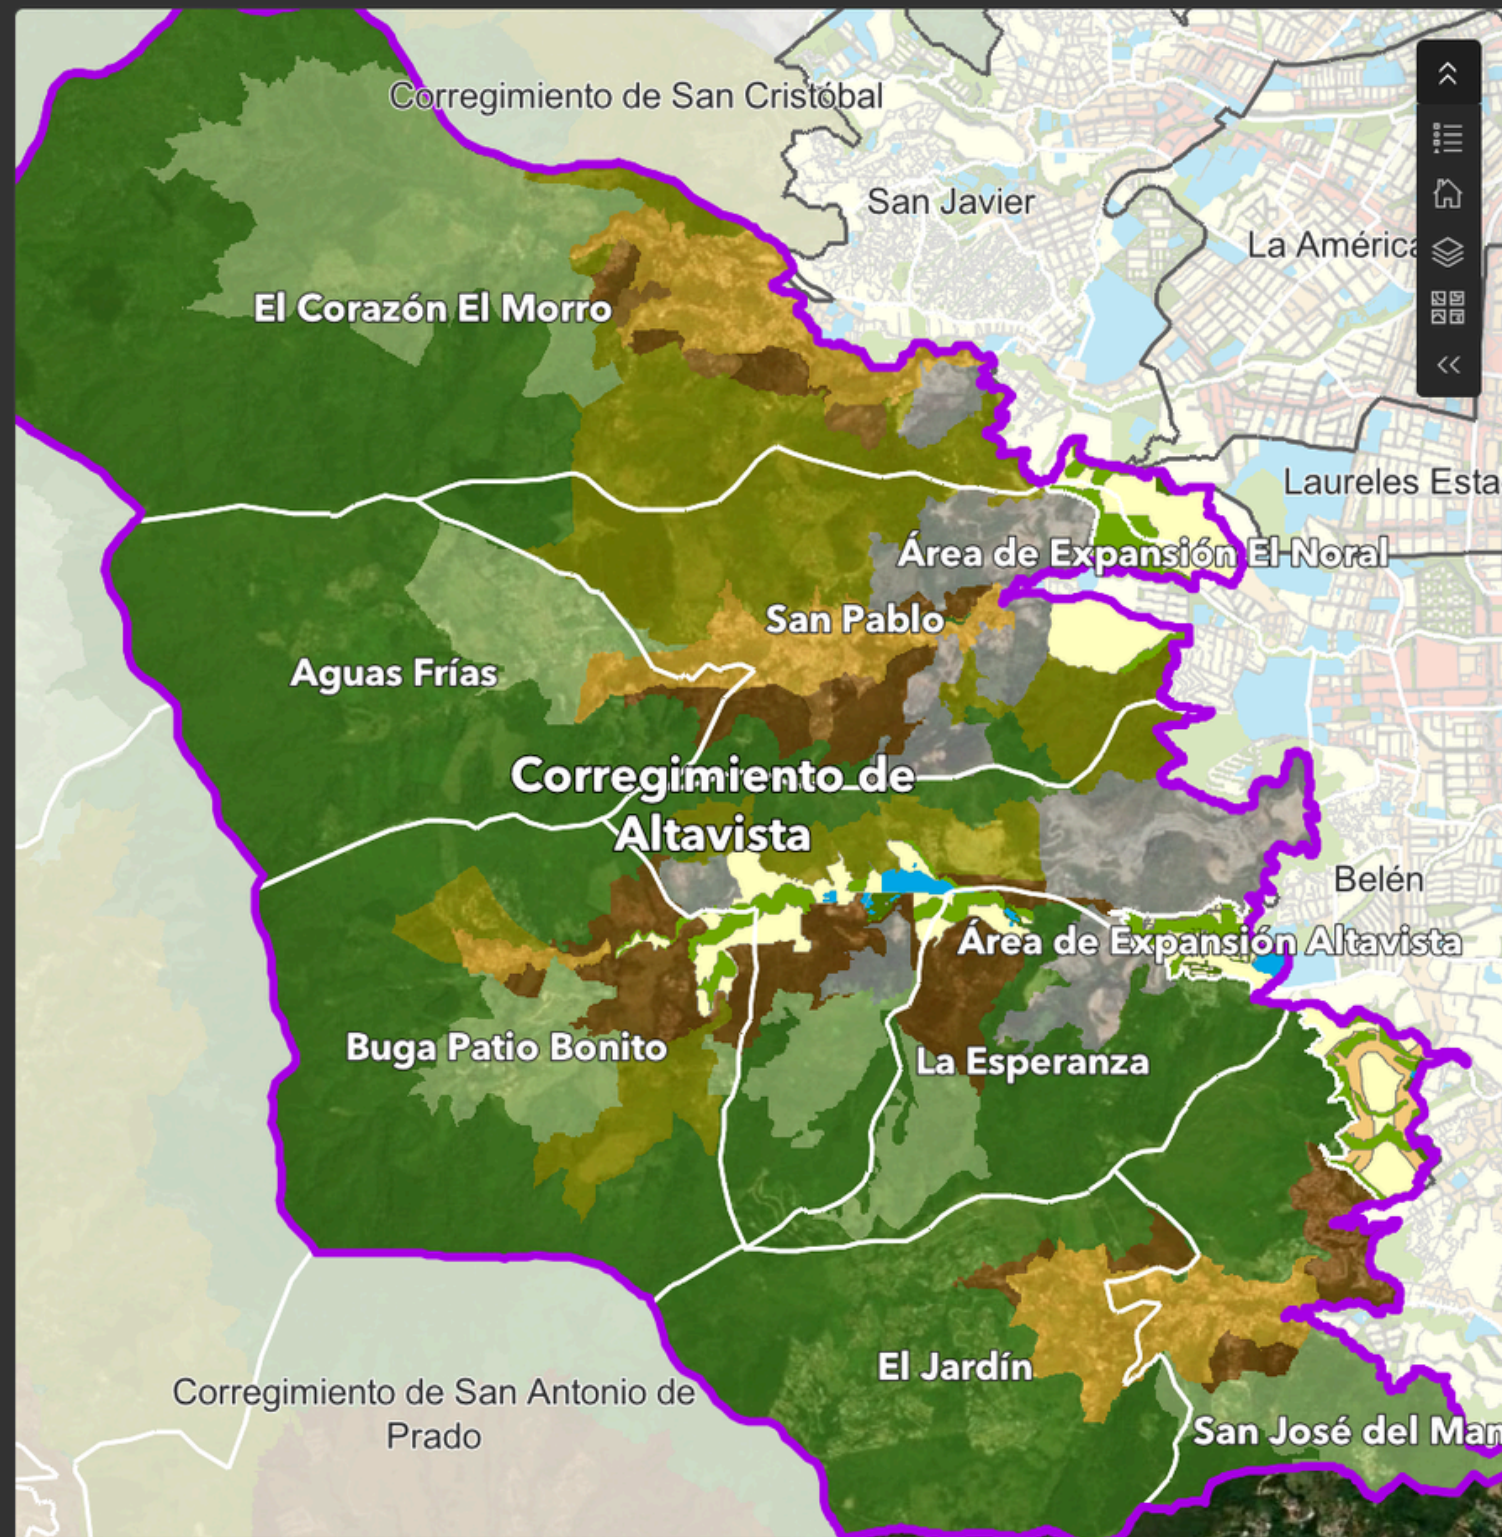 Corregimiento de San Cristóbal
San Javier
La América
El Corazón El Morro
Laureles Esta
Área de Expansión El Noral
San Pablo
Aguas Frías
Corregimiento de
Altavista
Belén
Área de Expansión Altavista
Buga Patio Bonito
La Esperanza
El Jardín
Corregimiento de San Antonio de
Prado
San José del Man